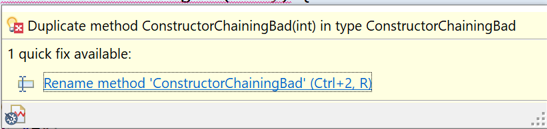 Duplicate method ConstructorChainingBad(int) in type ConstructorChainingBad
1 quick fix available:
Rename method 'ConstructorChainingBad' (Ctrl+2, R)